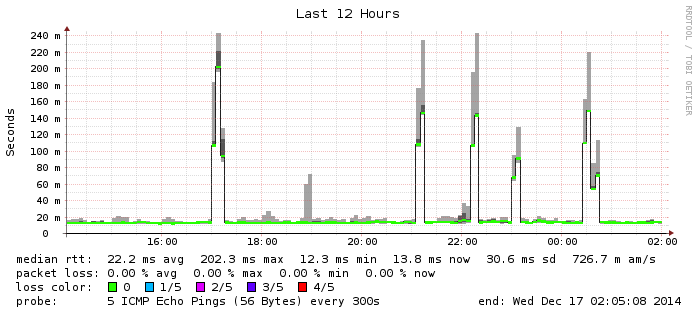 Last 12 Hours
RRDTOOL / TOBI OETIKER
Seconds
240 m
220 m
200 m
180 m
160 m
140 m
120 m
100 m
80 m
60 m
40 m
20 m
0
16:00 18:00 20:00 22:00 00:00 02:00
median rtt: 22.2 ms avg 202.3 ms max 12.3 ms min 13.8 ms now 30.6 ms sd 726.7 m am/s
packet loss: 0.00 % avg 0.00 % max 0.00 % min 0.00 % now
loss color: 0 1/5 2/5 3/5 4/5
probe: 5 ICMP Echo Pings (56 Bytes) every 300s end: Wed Dec 17 02:05:08 2014